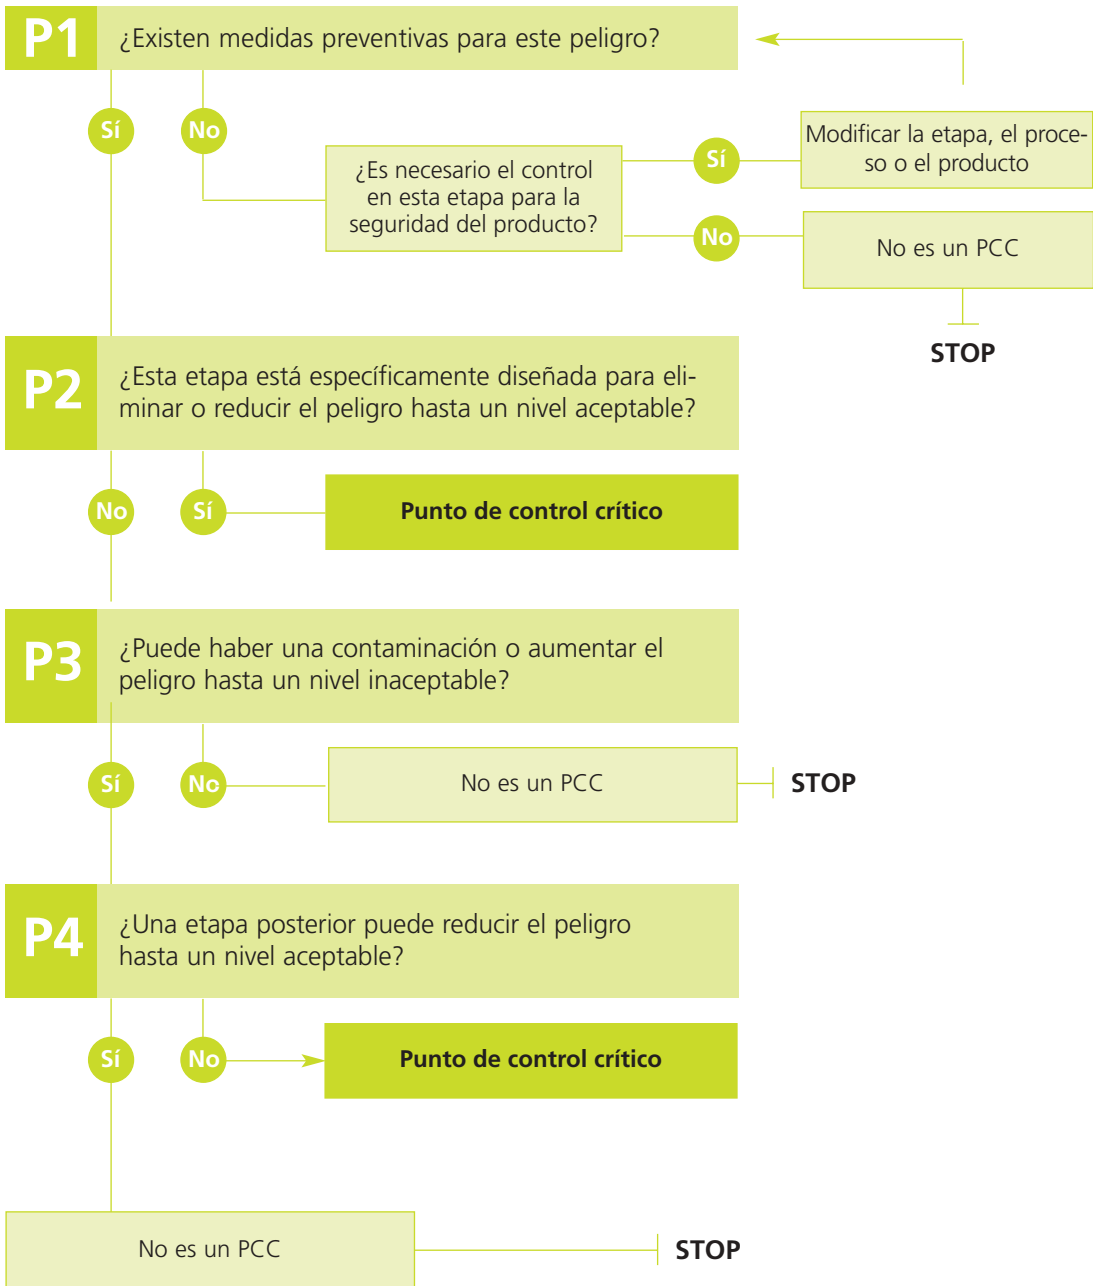 P1
¿Existen medidas preventivas para este peligro?
Sí
No
¿Es necesario el control
en esta etapa para la
seguridad del producto?
Sí
Modificar la etapa, el proce-
so o el producto
No
No es un PCC
STOP
P2
¿Esta etapa está específicamente diseñada para eli-
minar o reducir el peligro hasta un nivel aceptable?
No
Sí
Punto de control crítico
P3
¿Puede haber una contaminación o aumentar el
peligro hasta un nivel inaceptable?
Sí
No
No es un PCC
STOP
P4
¿Una etapa posterior puede reducir el peligro
hasta un nivel aceptable?
Sí
No
Punto de control crítico
No es un PCC
STOP